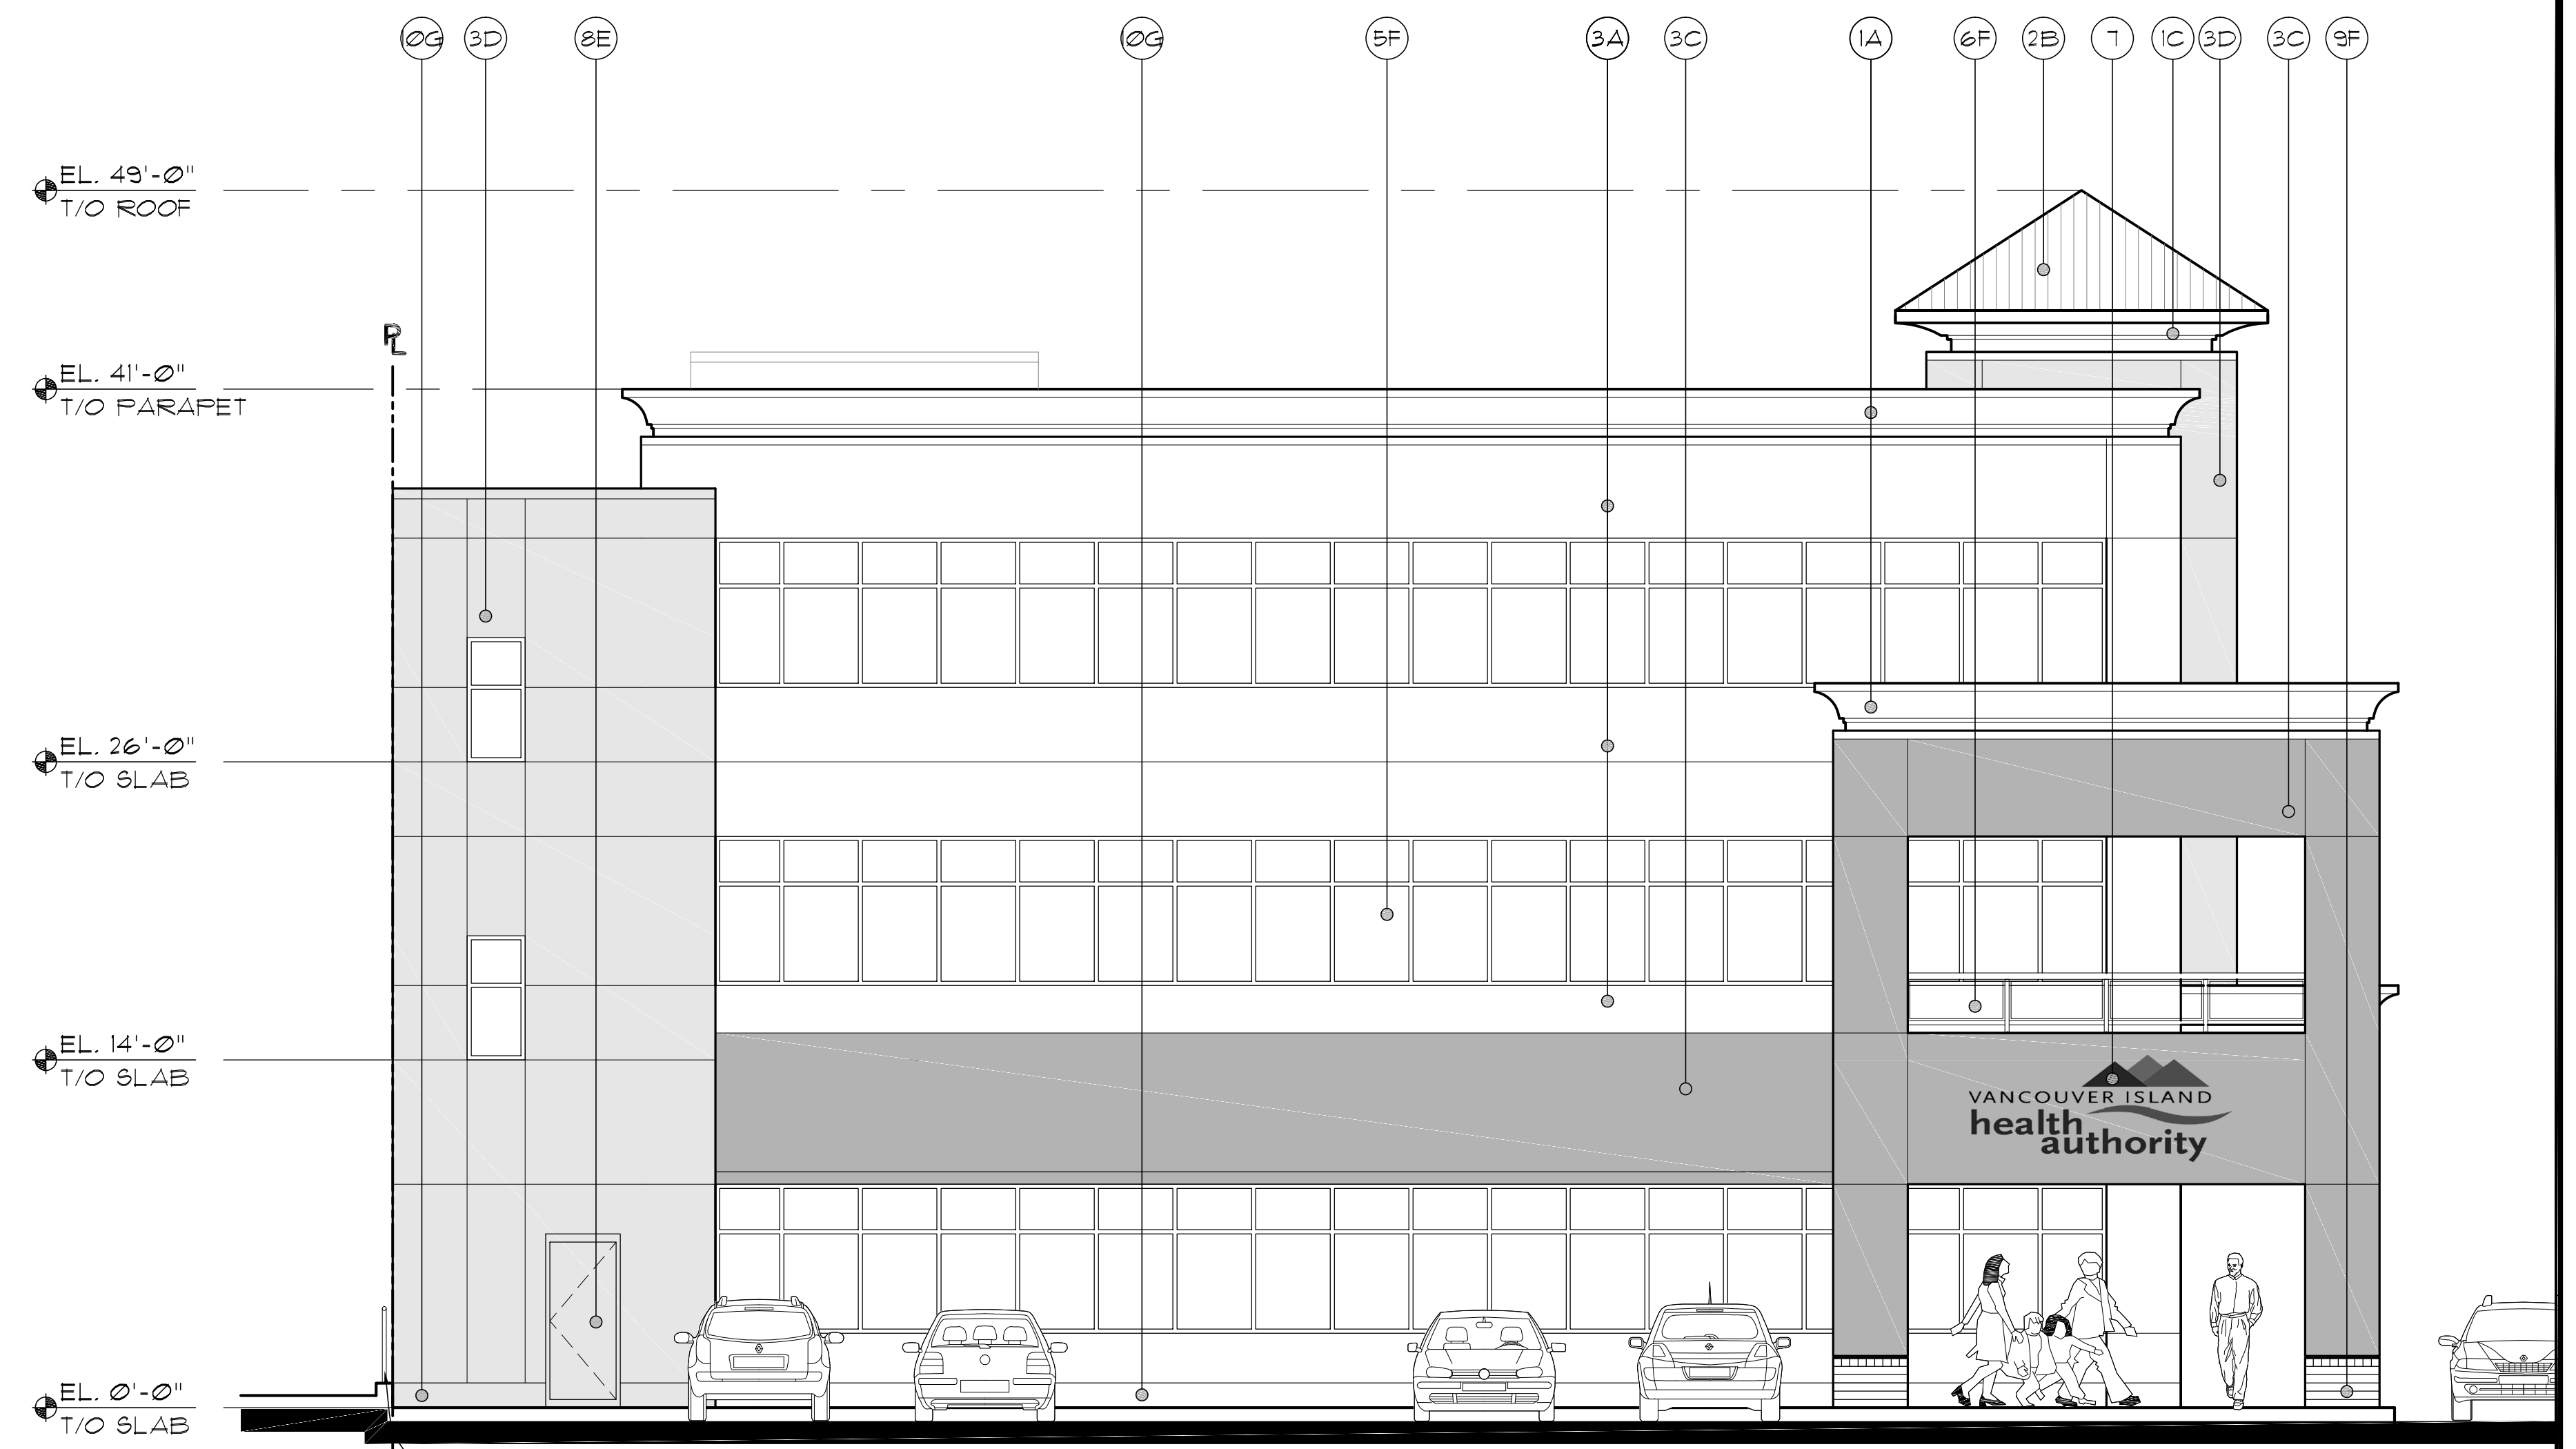 10G 3D 8E 10G 5F 3A 3C 1A 6F 2B 7 1C 3D 3C 9F
EL. 49'-0"
T/O ROOF
PL
EL. 41'-0"
T/O PARAPET
EL. 26'-0"
T/O SLAB
EL. 14'-0"
T/O SLAB
VANCOUVER ISLAND
health
authority
EL. 0'-0"
T/O SLAB